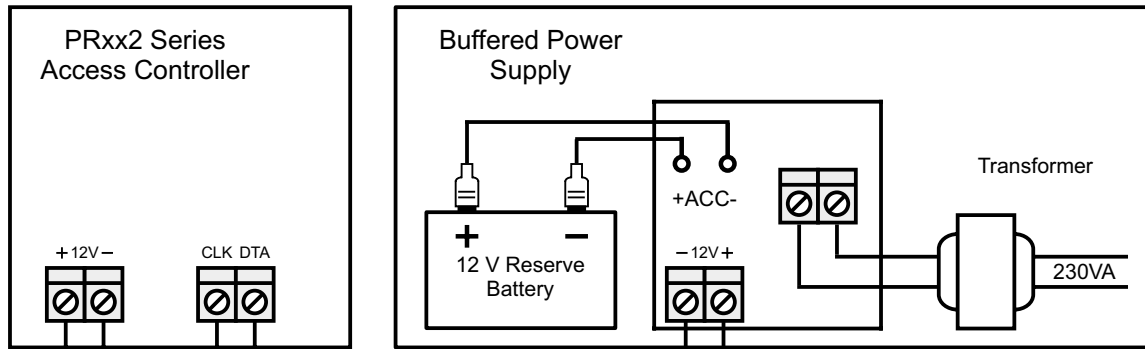 PRxx2 Series
Access Controller
+12V−
CLK DTA
Buffered Power
Supply
+ACC-
Transformer
+ −
12 V Reserve
Battery
−12V+
230VA